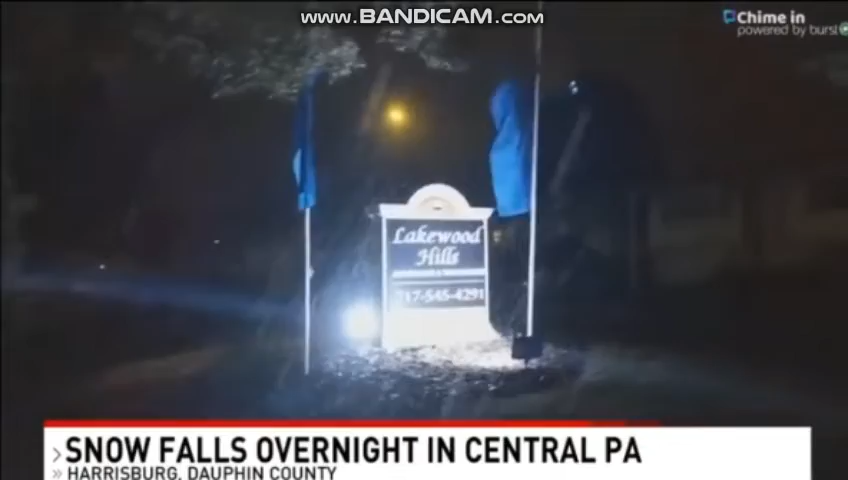 www.BANDICAM.com
Chime in
powered by burst
Lakewood
Hills
717-545-4291
SNOW FALLS OVERNIGHT IN CENTRAL PA
» HARRISBURG, DAUPHIN COUNTY